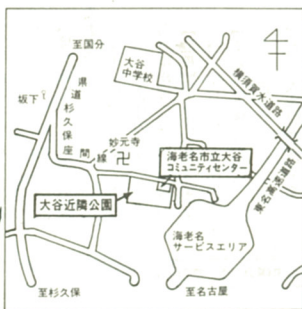 至国分
大谷
中学校
横須賀水道路
坂下
県道杉久保座間線
妙元寺
卍
海老名市立大谷
コミュニティセンター
東名高速道路
大谷近隣公園
海老名
サービスエリア
至杉久保
至名古屋